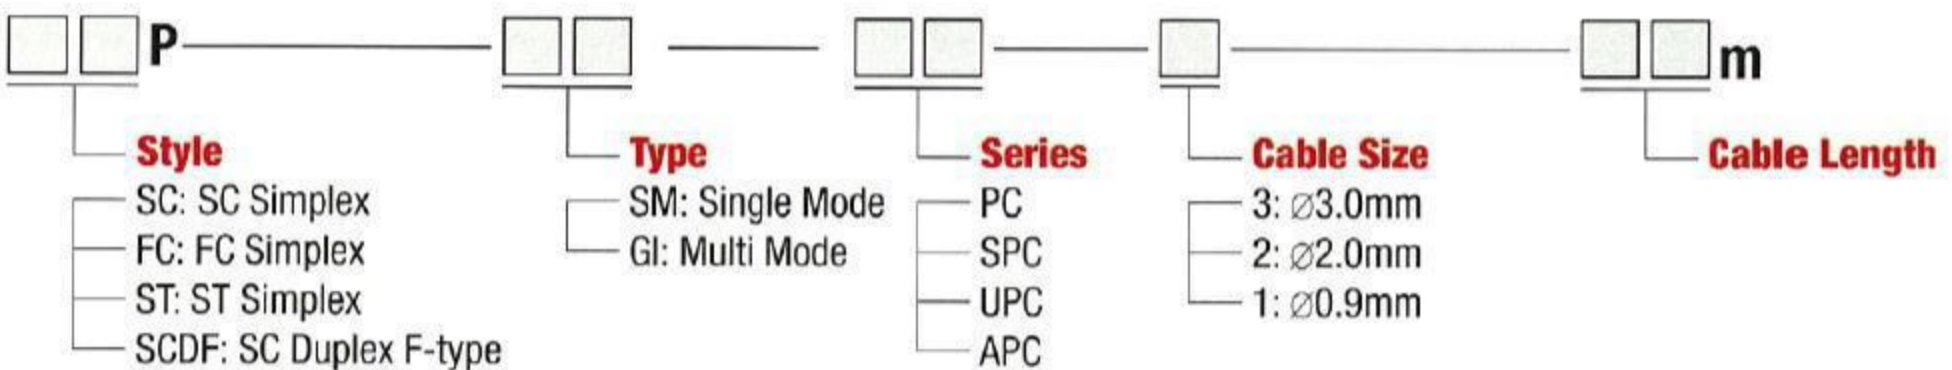 P m
Style Type Series Cable Size Cable Length
SC: SC Simplex SM: Single Mode PC 3: ∅3.0mm
FC: FC Simplex GI: Multi Mode SPC 2: ∅2.0mm
ST: ST Simplex UPC 1: ∅0.9mm
SCDF: SC Duplex F-type APC